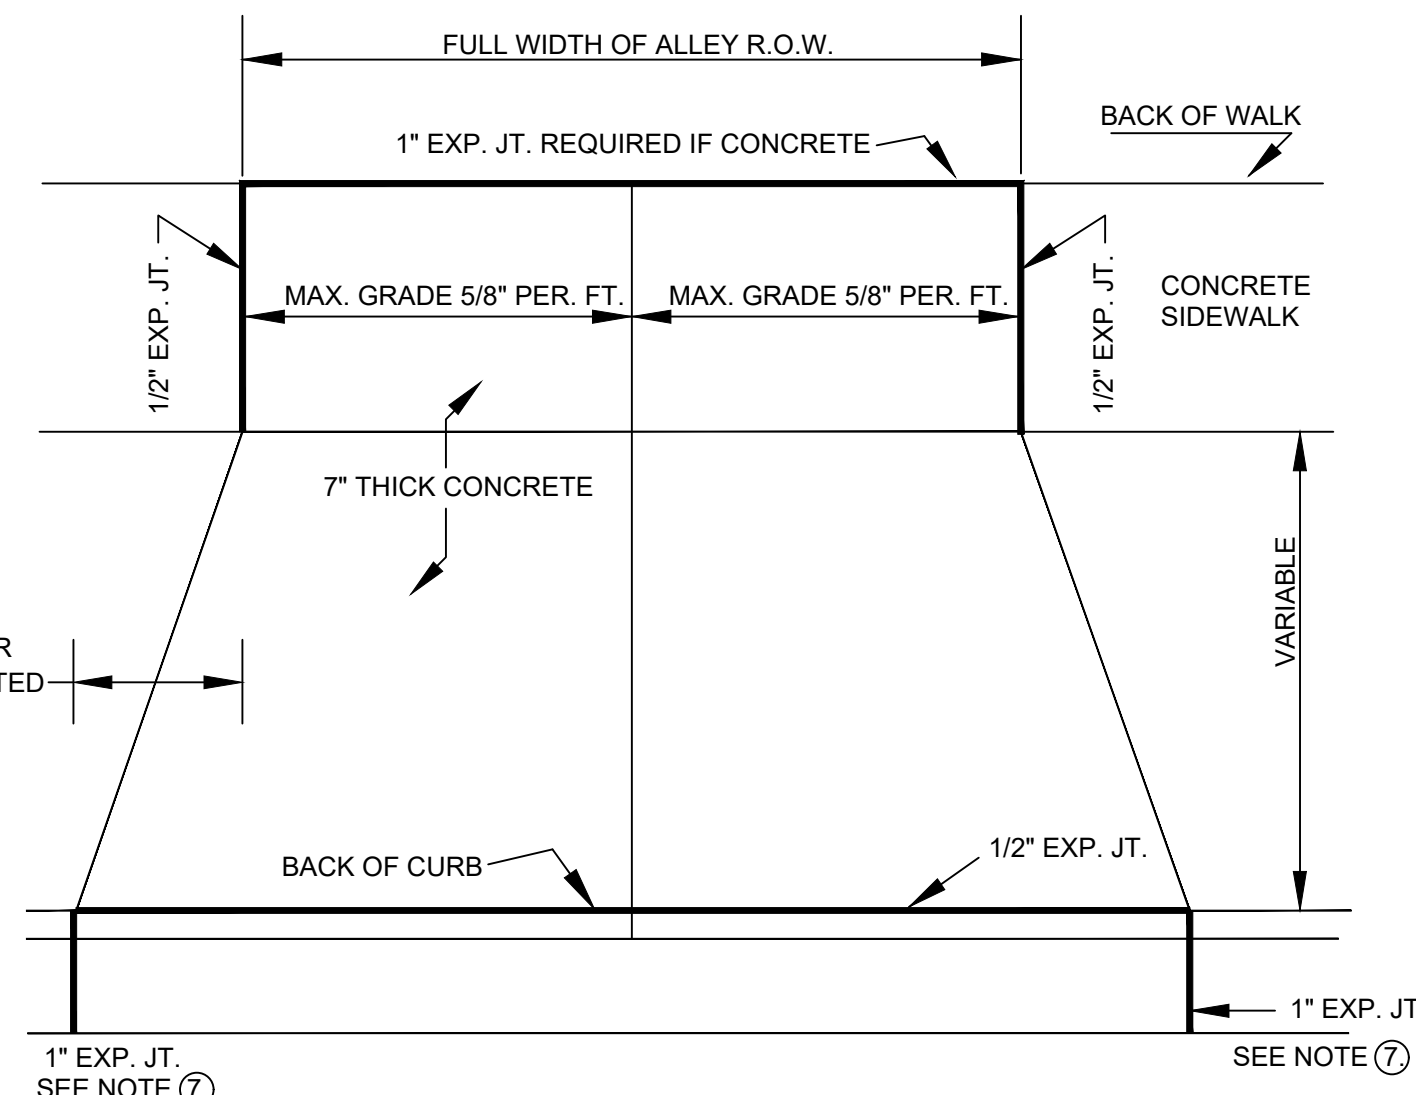 FULL WIDTH OF ALLEY R.O.W.
BACK OF WALK
1" EXP. JT. REQUIRED IF CONCRETE
1/2" EXP. JT.
MAX. GRADE 5/8" PER. FT.
MAX. GRADE 5/8" PER. FT.
1/2" EXP. JT.
CONCRETE
SIDEWALK
7" THICK CONCRETE
VARIABLE
R
TED
BACK OF CURB
1/2" EXP. JT.
1" EXP. JT
SEE NOTE 7.
1" EXP. JT.
SEE NOTE 7